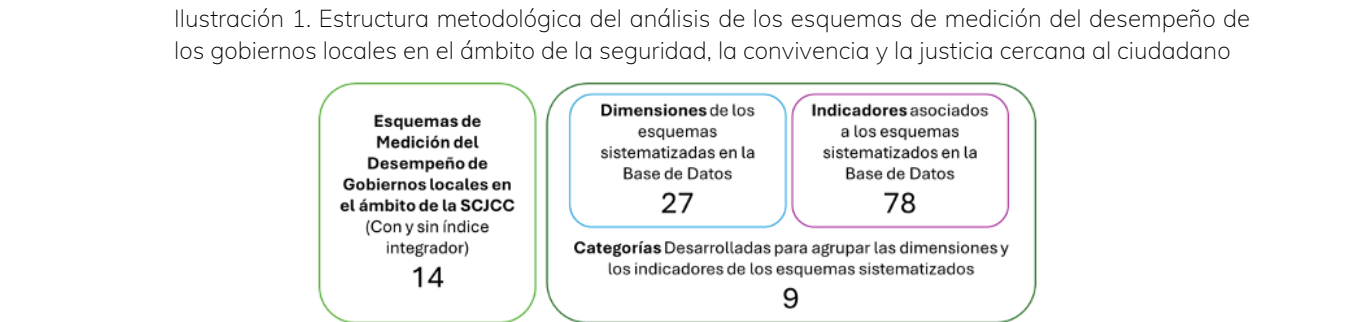 Ilustración 1. Estructura metodológica del análisis de los esquemas de medición del desempeño de
los gobiernos locales en el ámbito de la seguridad, la convivencia y la justicia cercana al ciudadano
Esquemas de
Medición del
Desempeño de
Gobiernos locales en
el ámbito de la SCJCC
(Con y sin índice
integrador)
14
Dimensiones de los
esquemas
sistematizadas en la
Base de Datos
27
Indicadores asociados
a los esquemas
sistematizados en la
Base de Datos
78
Categorías Desarrolladas para agrupar las dimensiones y
los indicadores de los esquemas sistematizados
9